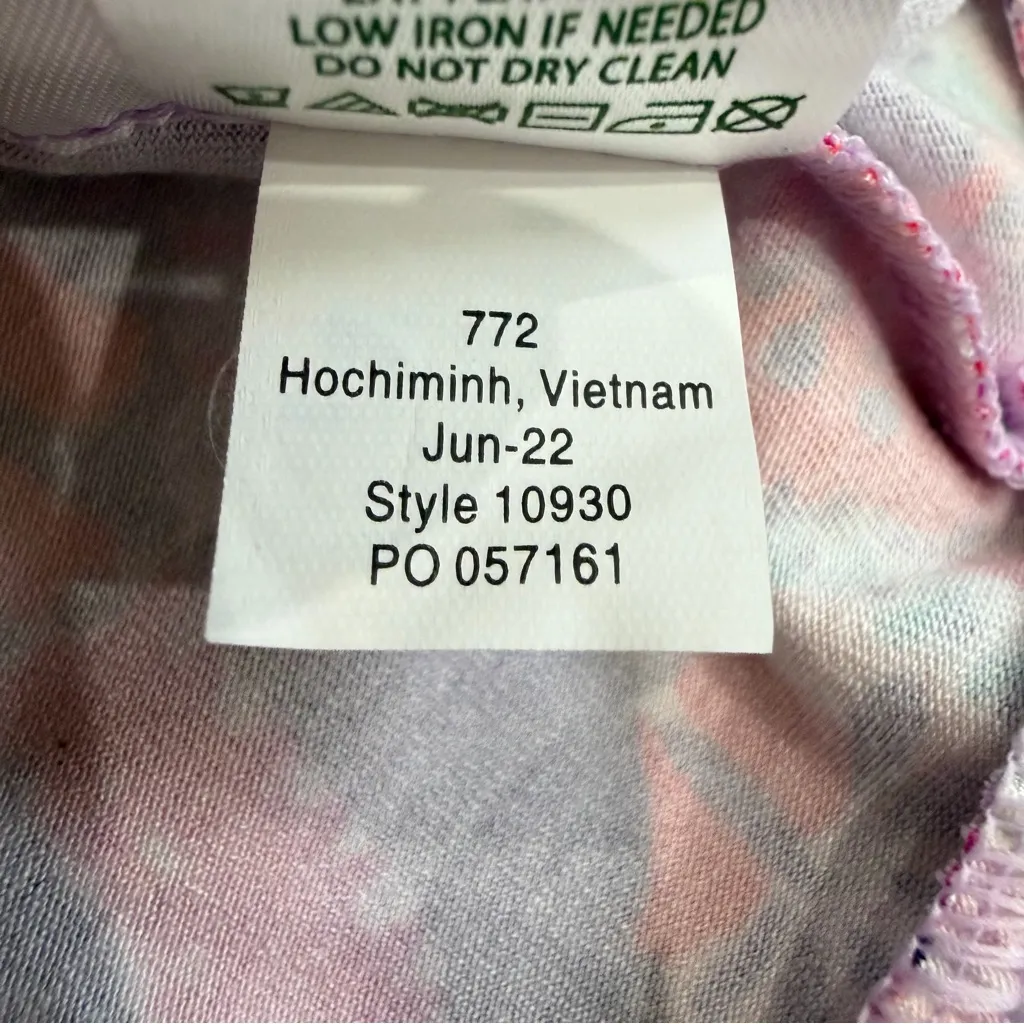 LOW IRON IF NEEDED
DO NOT DRY CLEAN
772
Hochiminh, Vietnam
Jun-22
Style 10930
PO 057161